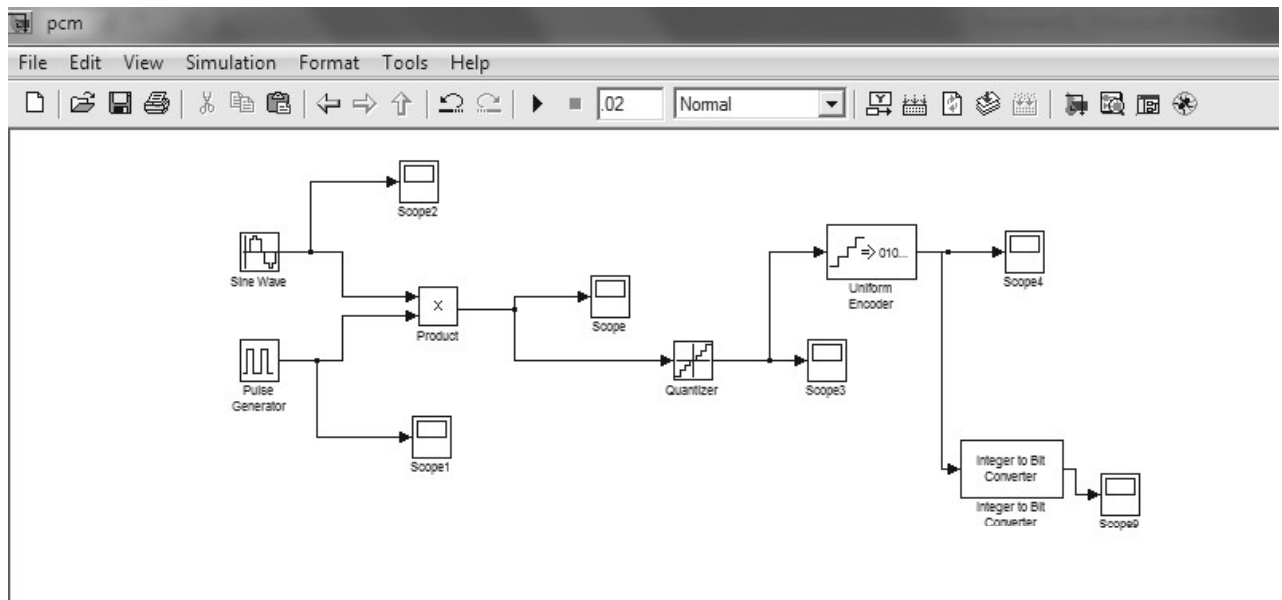 pcm
File Edit View Simulation Format Tools Help
.02 Normal
Scope2
Sine Wave
X
Product
Scope
010...
Uniform
Encoder
Scope4
Pulse
Generator
Quantizer
Scope3
Scope1
Integer to Bit
Converter
Integer to Bit
Converter
Scope9